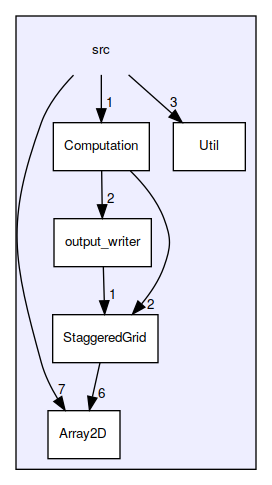 src
1
3
Computation
Util
2
output_writer
1
2
StaggeredGrid
7
6
Array2D